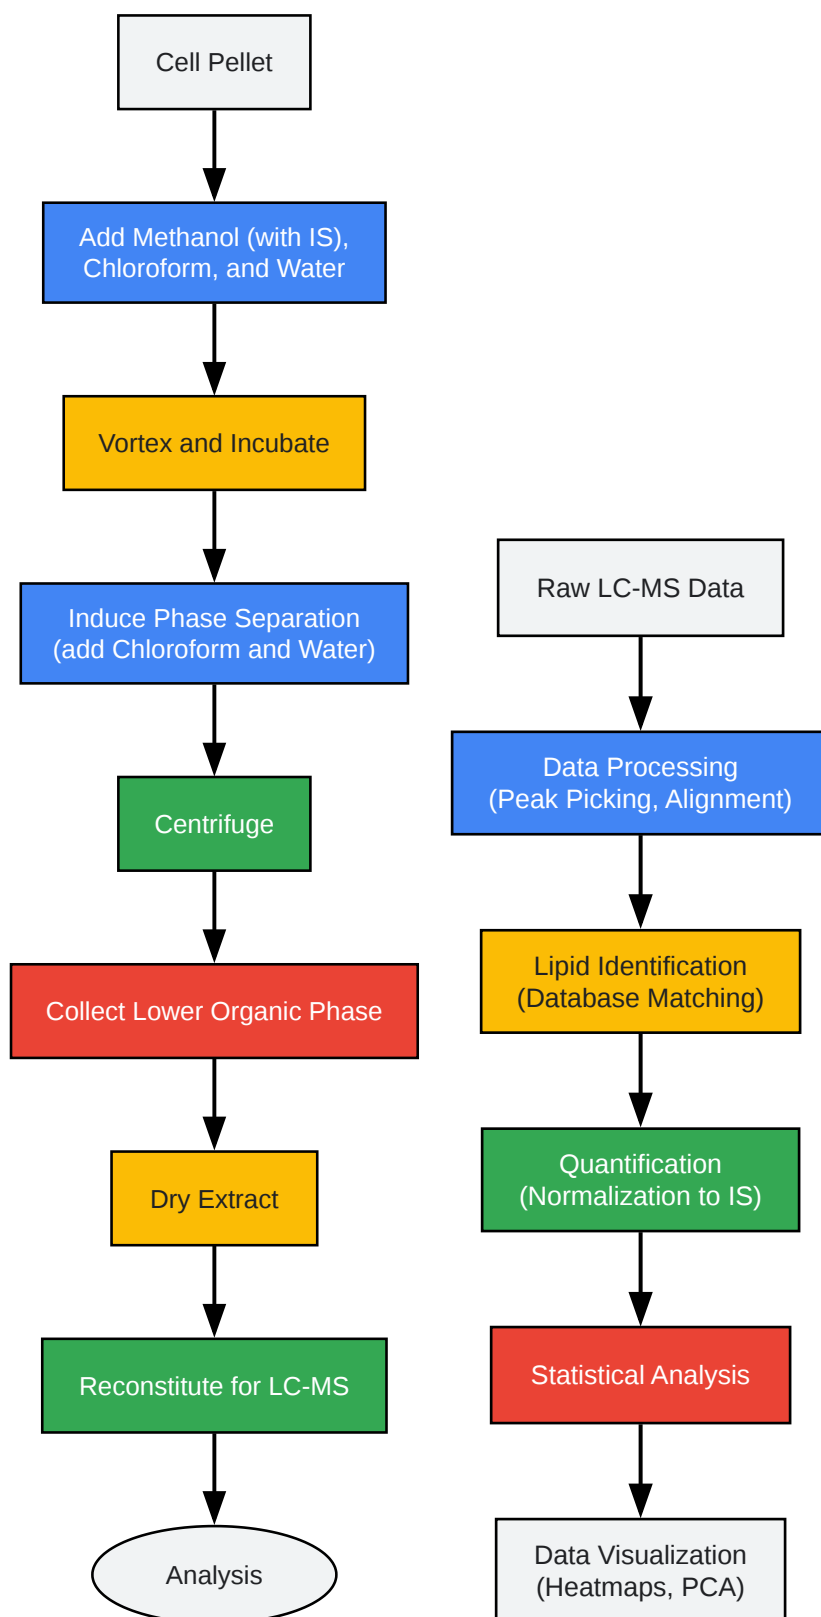 Cell Pellet
Add Methanol (with IS),
Chloroform, and Water
Vortex and Incubate
Induce Phase Separation
(add Chloroform and Water)
Centrifuge
Collect Lower Organic Phase
Dry Extract
Reconstitute for LC-MS
Analysis
Raw LC-MS Data
Data Processing
(Peak Picking, Alignment)
Lipid Identification
(Database Matching)
Quantification
(Normalization to IS)
Statistical Analysis
Data Visualization
(Heatmaps, PCA)